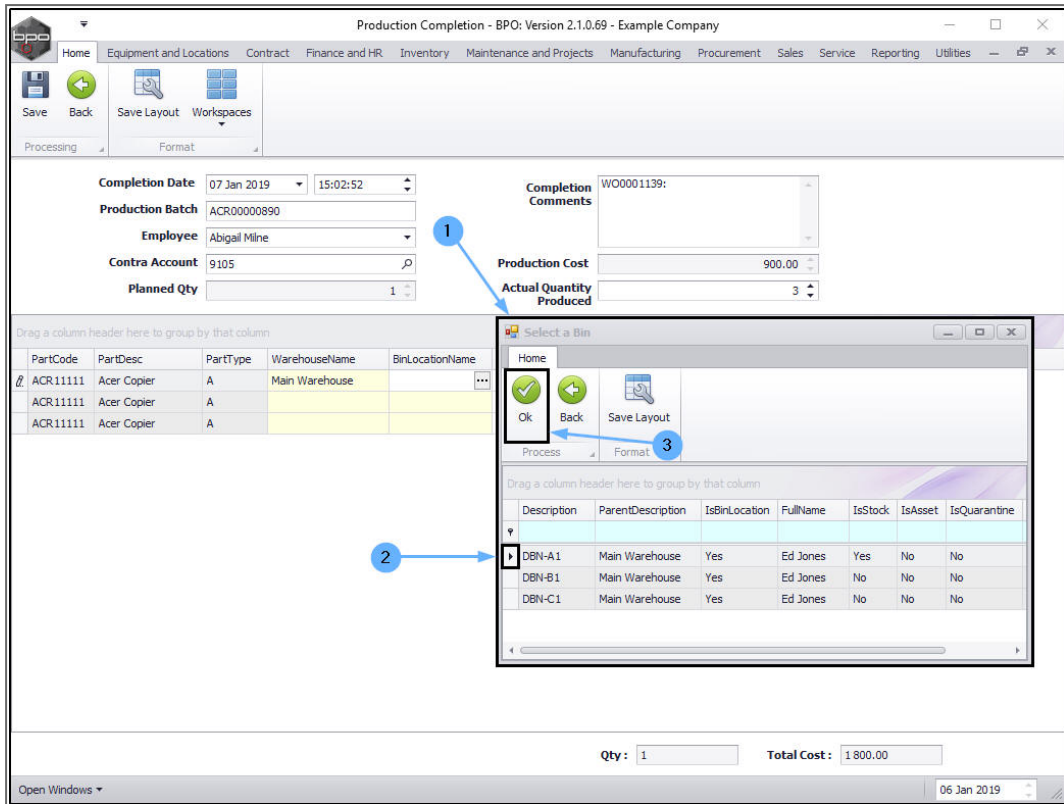 Production Completion - BPO: Version 2.1.0.69 - Example Company
bpo
Home Equipment and Locations Contract Finance and HR Inventory Maintenance and Projects Manufacturing Procurement Sales Service Reporting Utilities
Save Back Save Layout Workspaces
Processing Format
Completion Date 07 Jan 2019 15:02:52
Production Batch ACR00000890
Employee Abigail Milne
Contra Account 9105
Planned Qty 1
Completion Comments WO0001139:
Production Cost 900.00
Actual Quantity Produced 3
1
Drag a column header here to group by that column
PartCode PartDesc PartType WarehouseName BinLocationName
ACR11111 Acer Copier A Main Warehouse ...
ACR11111 Acer Copier A
ACR11111 Acer Copier A
Select a Bin
Home
Ok Back Save Layout
Process Format
3
Drag a column header here to group by that column
Description ParentDescription IsBinLocation FullName IsStock IsAsset IsQuarantine
2
DBN-A1 Main Warehouse Yes Ed Jones Yes No No
DBN-B1 Main Warehouse Yes Ed Jones No No No
DBN-C1 Main Warehouse Yes Ed Jones No No No
Qty : 1 Total Cost : 1 800.00
Open Windows 06 Jan 2019